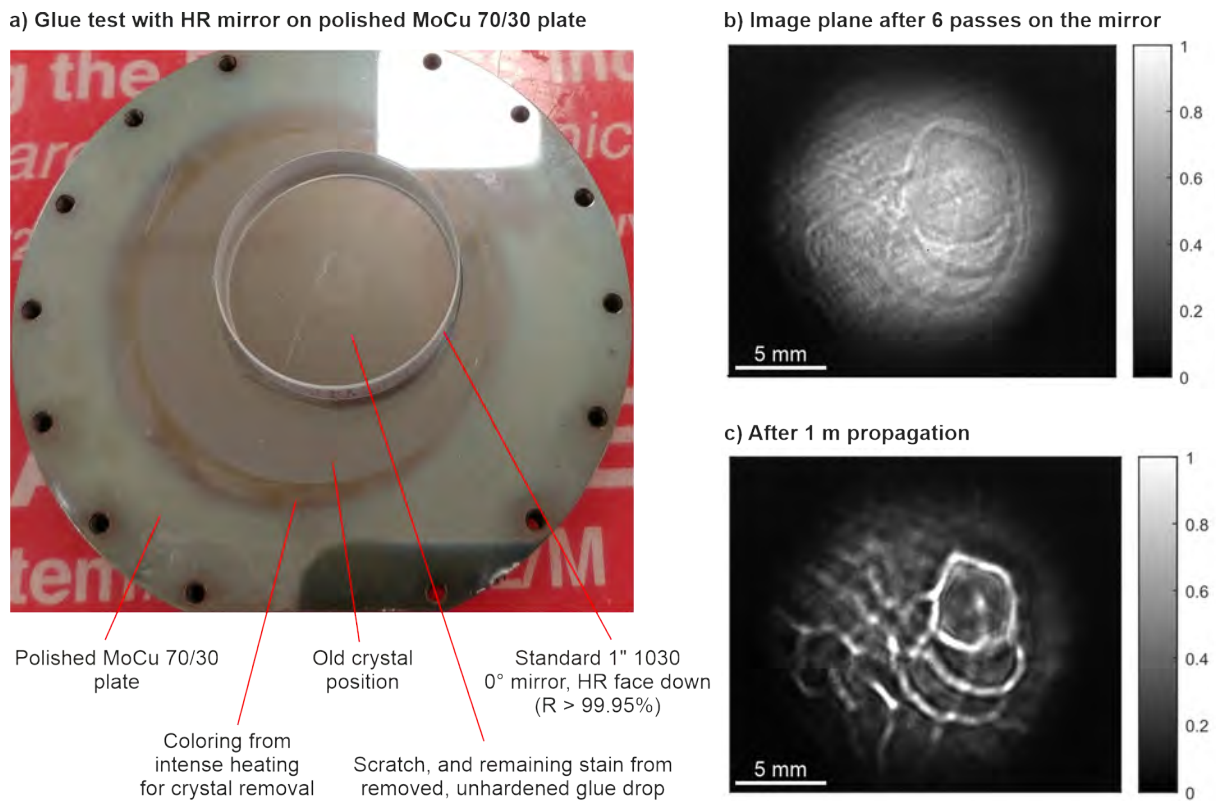 a) Glue test with HR mirror on polished MoCu 70/30 plate
g the
are
tem
E/M
Polished MoCu 70/30
plate
Old crystal
position
Standard 1" 1030
0° mirror, HR face down
(R > 99.95%)
Coloring from
intense heating
for crystal removal
Scratch, and remaining stain from
removed, unhardened glue drop
b) Image plane after 6 passes on the mirror
1
0.8
0.6
0.4
0.2
0
5 mm
c) After 1 m propagation
1
0.8
0.6
0.4
0.2
0
5 mm